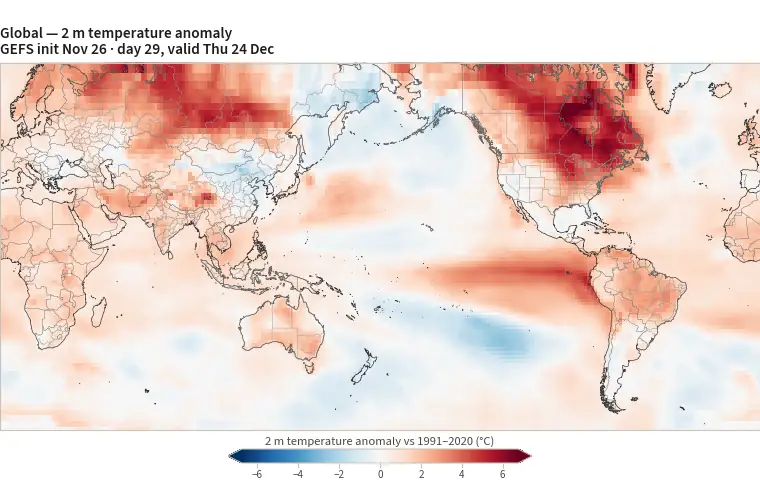 Global — 2 m temperature anomaly
GEFS init Nov 26 · day 29, valid Thu 24 Dec
2 m temperature anomaly vs 1991–2020 (°C)
−6 −4 −2 0 2 4 6